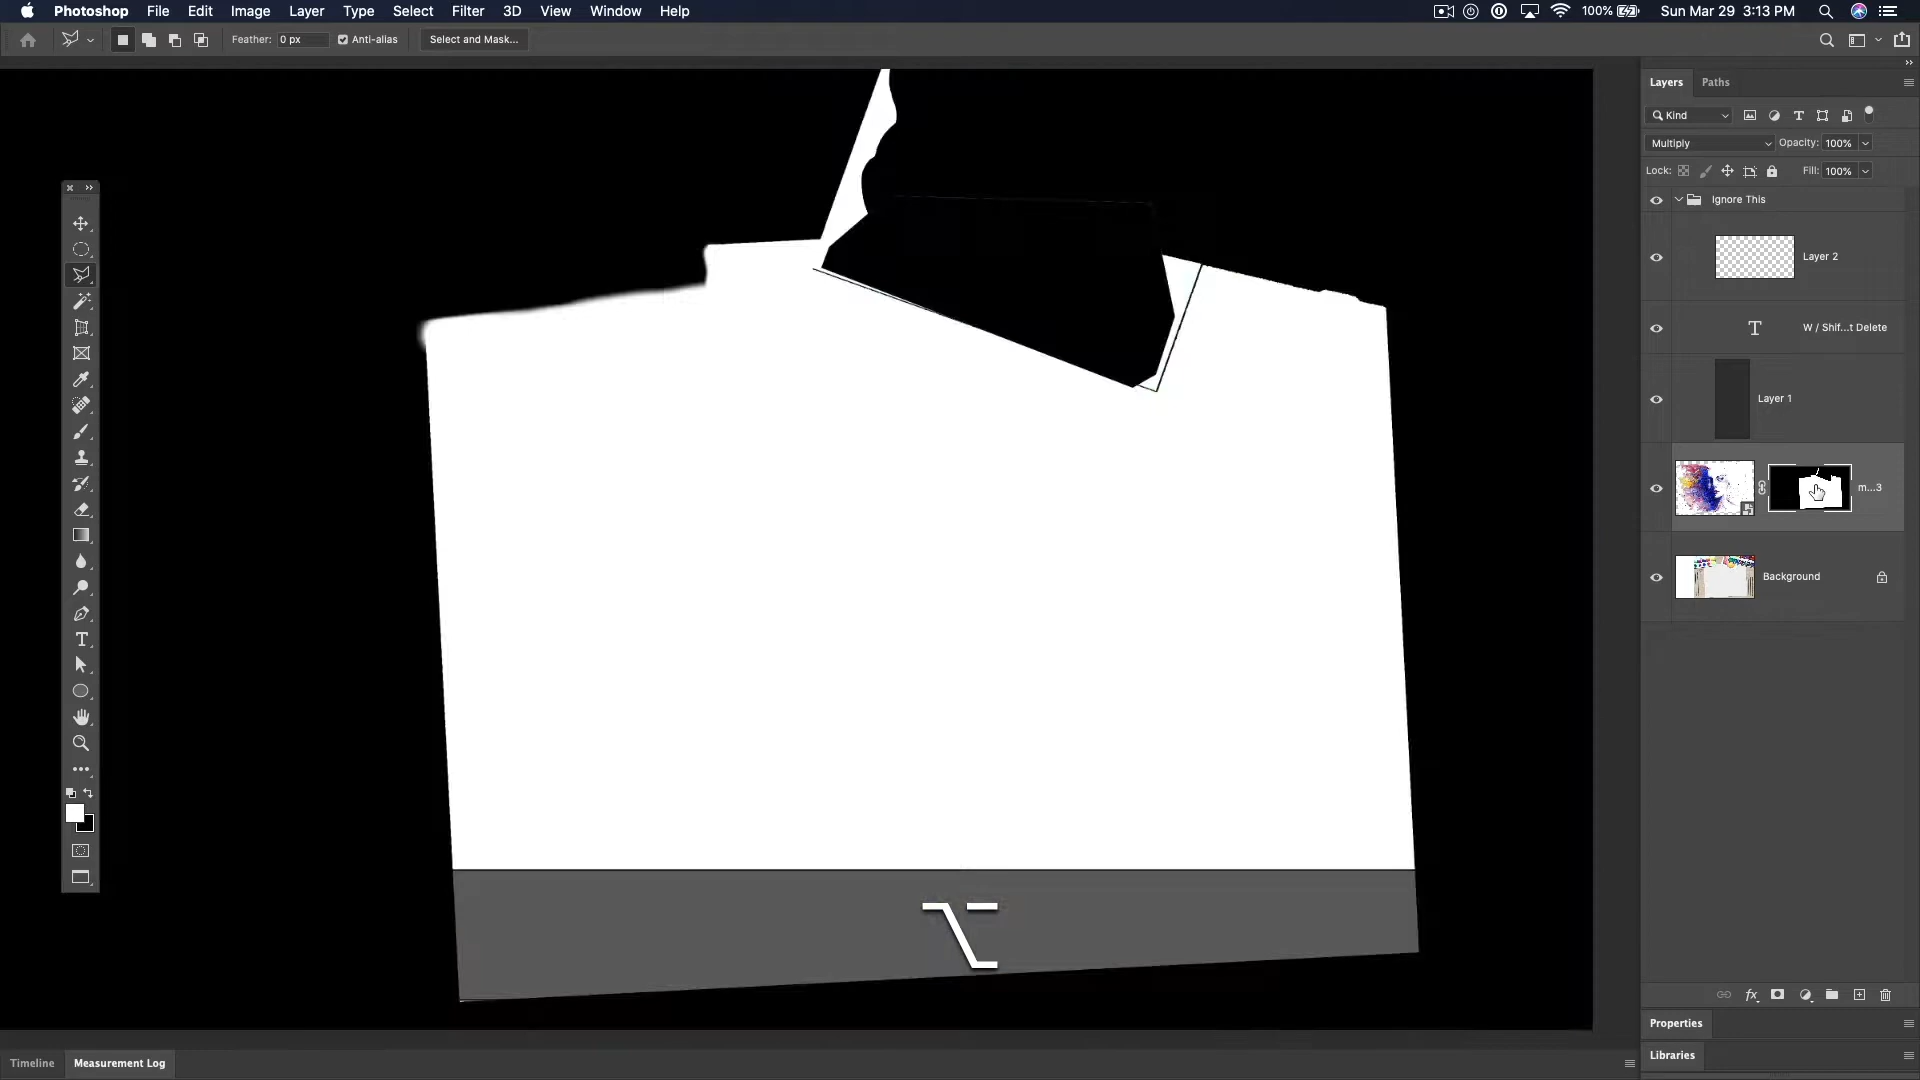 Photoshop File Edit Image Layer Type Select Filter 3D View Window Help 100% Sun Mar 29 3:13 PM
Feather: 0 px Anti-alias Select and Mask...
Layers Paths
Kind
Multiply Opacity: 100%
Lock: Fill: 100%
Ignore This
Layer 2
W / Shif...t Delete
Layer 1
m...3
Background
Properties
Libraries
Timeline Measurement Log